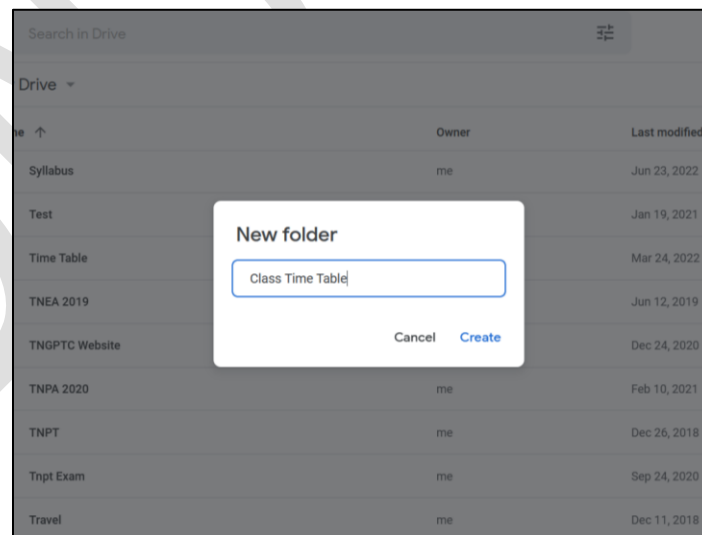 Search in Drive
Drive
ne ↑ Owner Last modified
Syllabus me Jun 23, 2022
Test Jan 19, 2021
New folder
Time Table Mar 24, 2022
Class Time Table
TNEA 2019 Jun 12, 2019
Cancel Create
TNGPTC Website Dec 24, 2020
TNPA 2020 me Feb 10, 2021
TNPT me Dec 26, 2018
Tnpt Exam me Sep 24, 2020
Travel me Dec 11, 2018